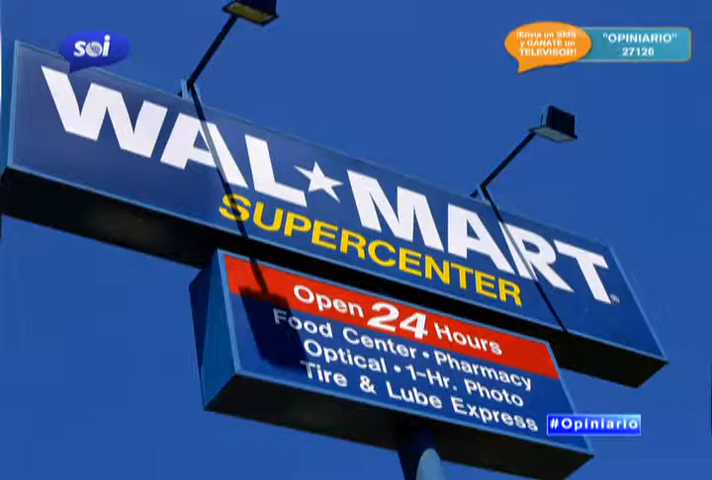 soi
¡Envía un SMS
y GÁNATE un
TELEVISOR!
"OPINIARIO"
27126
WAL★MART®
SUPERCENTER
Open 24 Hours
Food Center • Pharmacy
Optical • 1-Hr. Photo
Tire & Lube Express
#Opiniario